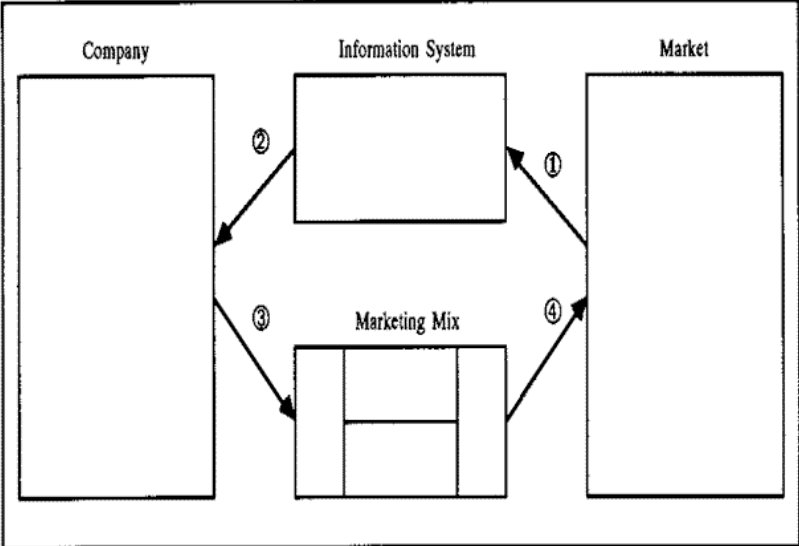 Company
Information System
Market
②
①
③
Marketing Mix
④